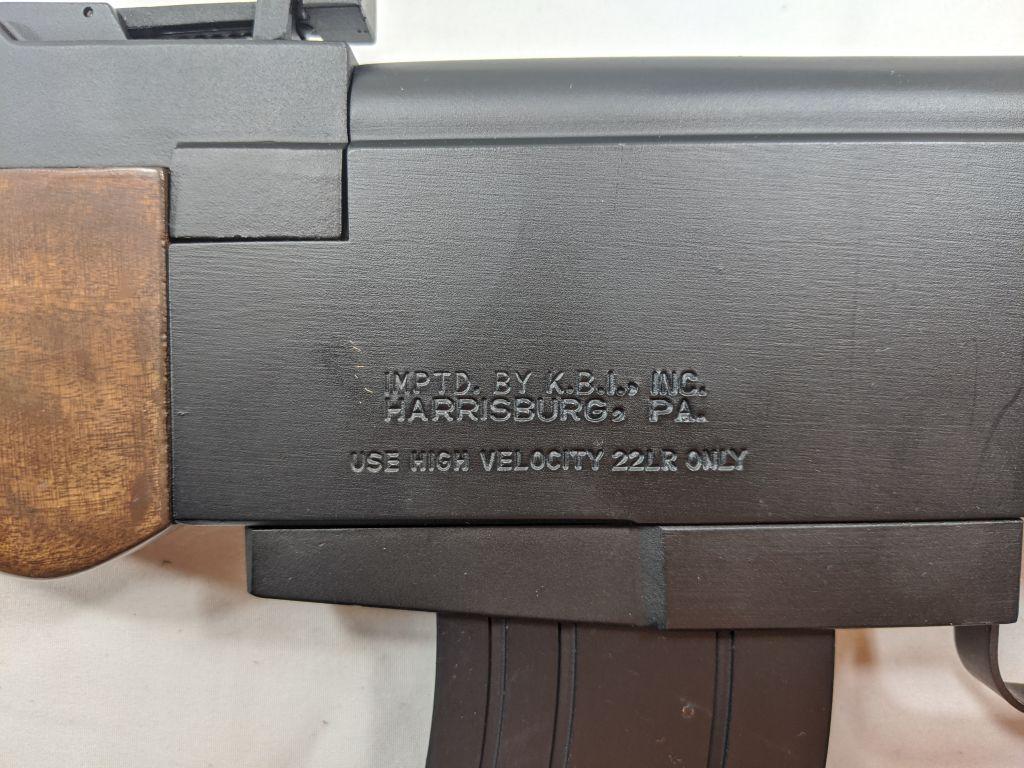 IMPTD. BY K.B.I., INC.
HARRISBURG, PA.
USE HIGH VELOCITY 22LR ONLY